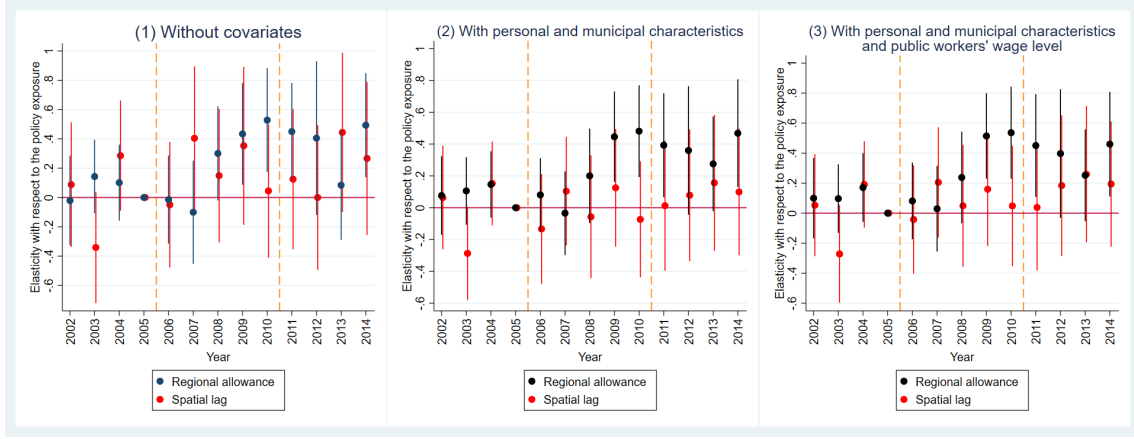 (1) Without covariates
Elasticity with respect to the policy exposure
1
.8
.6
.4
.2
0
-.2
-.4
-.6
2002 2003 2004 2005 2006 2007 2008 2009 2010 2011 2012 2013 2014
Year
Regional allowance
Spatial lag
(2) With personal and municipal characteristics
Elasticity with respect to the policy exposure
1
.8
.6
.4
.2
0
-.2
-.4
-.6
2002 2003 2004 2005 2006 2007 2008 2009 2010 2011 2012 2013 2014
Year
Regional allowance
Spatial lag
(3) With personal and municipal characteristics
and public workers' wage level
Elasticity with respect to the policy exposure
1
.8
.6
.4
.2
0
-.2
-.4
-.6
2002 2003 2004 2005 2006 2007 2008 2009 2010 2011 2012 2013 2014
Year
Regional allowance
Spatial lag